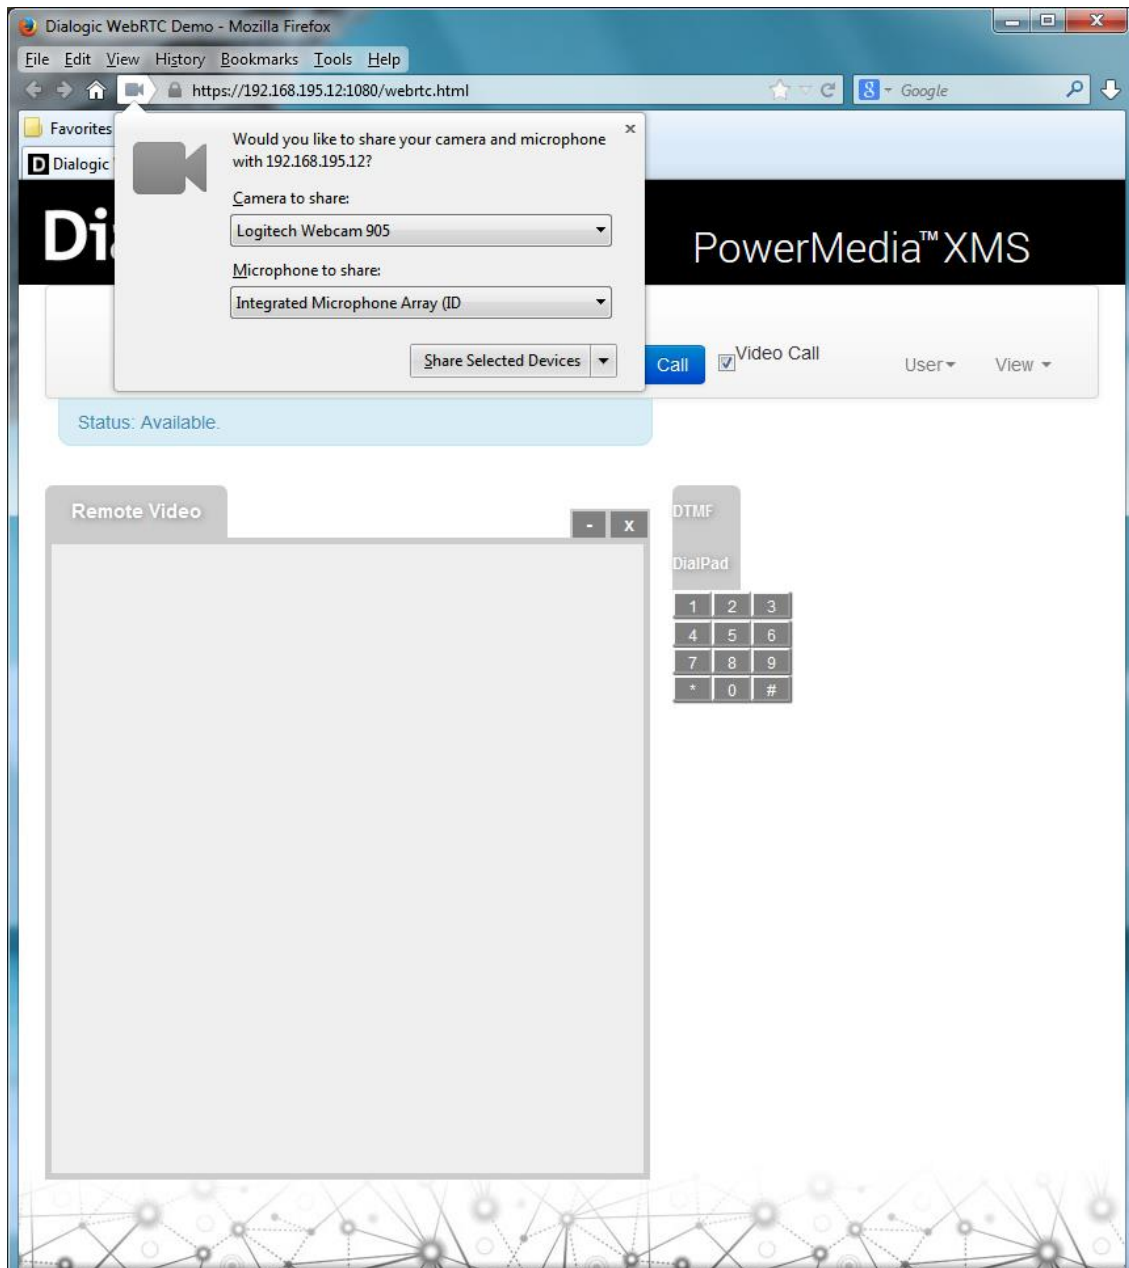 Dialogic WebRTC Demo - Mozilla Firefox
File Edit View History Bookmarks Tools Help
https://192.168.195.12:1080/webrtc.html
8 Google
Favorites
D Dialogic
Would you like to share your camera and microphone
with 192.168.195.12?
Camera to share:
Logitech Webcam 905
Microphone to share:
Integrated Microphone Array (ID
Share Selected Devices
PowerMedia™ XMS
Call
Video Call
User
View
Status: Available.
Remote Video
- x
DTMF
DialPad
1 2 3
4 5 6
7 8 9
* 0 #